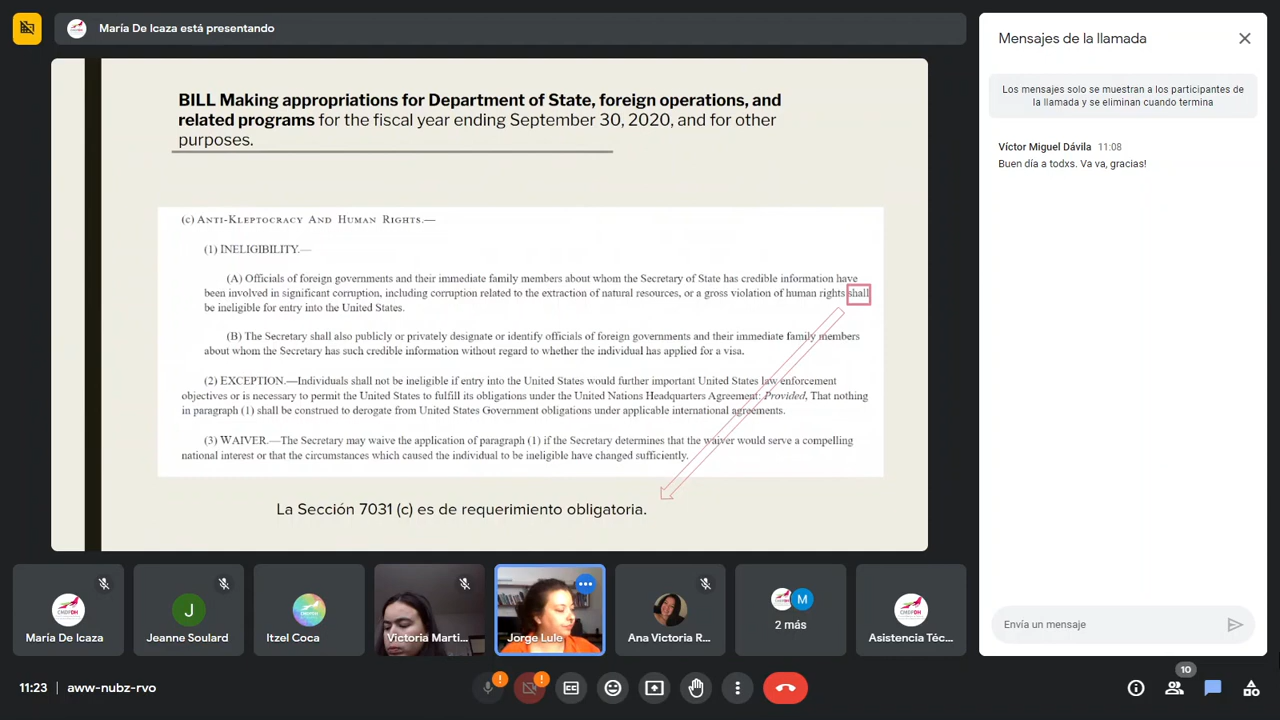 María De Icaza está presentando
BILL Making appropriations for Department of State, foreign operations, and
related programs for the fiscal year ending September 30, 2020, and for other
purposes.
(c) ANTI-KLEPTOCRACY AND HUMAN RIGHTS.—
(1) INELIGIBILITY.—
(A) Officials of foreign governments and their immediate family members about whom the Secretary of State has credible information have
been involved in significant corruption, including corruption related to the extraction of natural resources, or a gross violation of human rights shall
be ineligible for entry into the United States.
(B) The Secretary shall also publicly or privately designate or identify officials of foreign governments and their immediate family members
about whom the Secretary has such credible information without regard to whether the individual has applied for a visa.
(2) EXCEPTION.—Individuals shall not be ineligible if entry into the United States would further important United States law enforcement
objectives or is necessary to permit the United States to fulfill its obligations under the United Nations Headquarters Agreement: Provided, That nothing
in paragraph (1) shall be construed to derogate from United States Government obligations under applicable international agreements.
(3) WAIVER.—The Secretary may waive the application of paragraph (1) if the Secretary determines that the waiver would serve a compelling
national interest or that the circumstances which caused the individual to be ineligible have changed sufficiently.
La Sección 7031 (c) es de requerimiento obligatoria.
Mensajes de la llamada
Los mensajes solo se muestran a los participantes de
la llamada y se eliminan cuando termina
Víctor Miguel Dávila 11:08
Buen día a todxs. Va va, gracias!
Envía un mensaje
María De Icaza
J
Jeanne Soulard
Itzel Coca
Victoria Marti...
Jorge Lule
Ana Victoria R...
M
2 más
Asistencia Téc...
11:23 aww-nubz-rvo
10